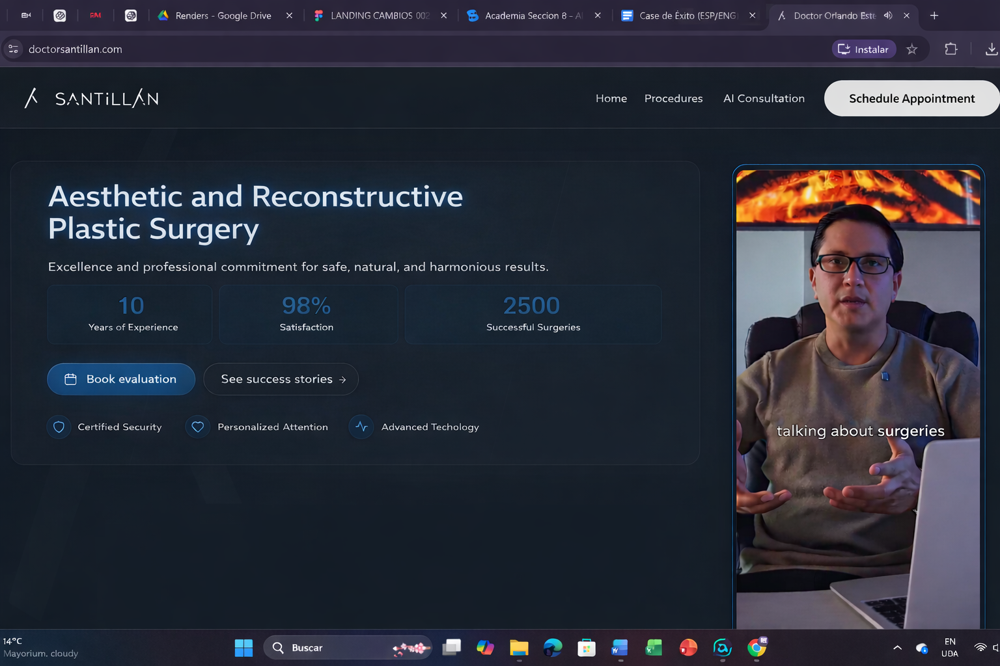 Renders - Google Drive
LANDING CAMBIOS 002
Academia Seccion 8 - A
Case de Éxito (ESP/ENG
Doctor Orlando Este
doctorsantillan.com
Instalar
SANTiLLÁN
Home
Procedures
AI Consultation
Schedule Appointment
Aesthetic and Reconstructive
Plastic Surgery
Excellence and professional commitment for safe, natural, and harmonious results.
10
Years of Experience
98%
Satisfaction
2500
Successful Surgeries
Book evaluation
See success stories →
Certified Security
Personalized Attention
Advanced Techology
talking about surgeries
14°C
Mayorium. cloudy
Buscar
EN